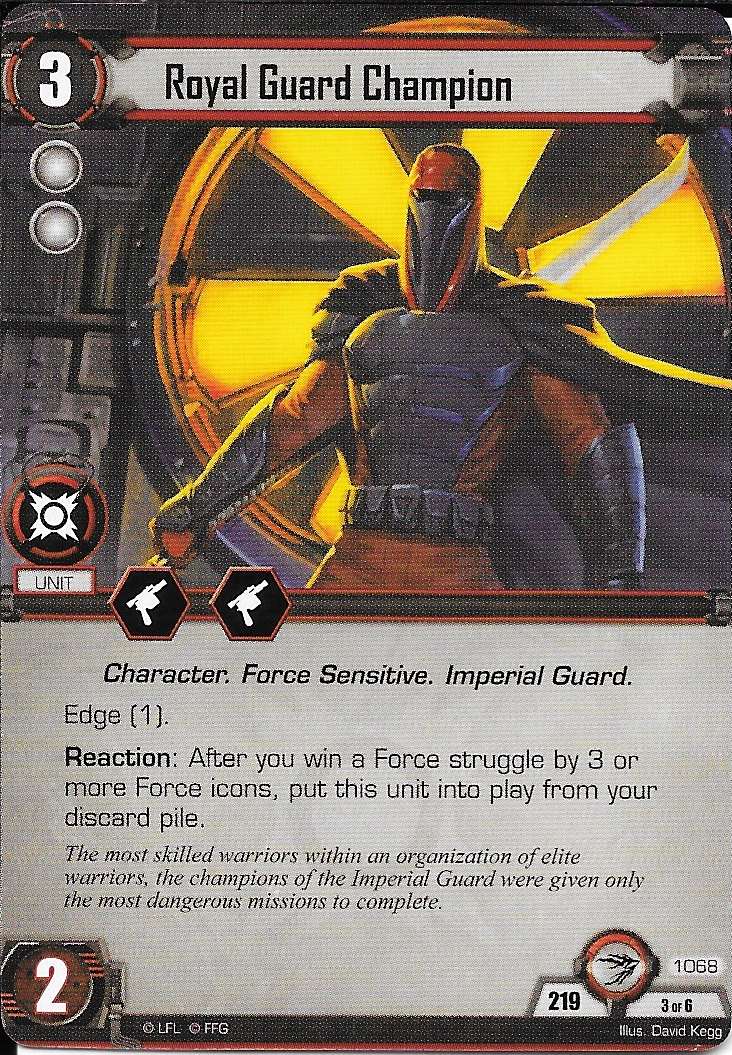 3
Royal Guard Champion
UNIT
Character. Force Sensitive. Imperial Guard.
Edge (1).
Reaction: After you win a Force struggle by 3 or
more Force icons, put this unit into play from your
discard pile.
The most skilled warriors within an organization of elite
warriors, the champions of the Imperial Guard were given only
the most dangerous missions to complete.
2
1068
219
3 OF 6
© LFL © FFG
Illus. David Kegg